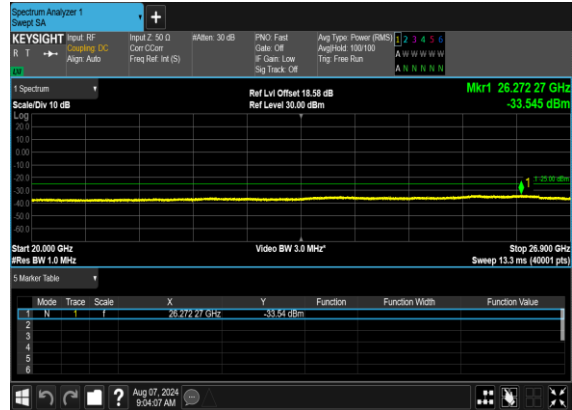 Spectrum Analyzer 1
Swept SA
+
KEYSIGHT Input: RF Input Z: 50 Ω #Atten: 30 dB PNO: Fast Avg Type: Power (RMS) 1 2 3 4 5 6
R T Coupling: DC Corr CCorr Gate: Off Avg|Hold: 100/100 A W W W W W
Align: Auto Freq Ref: Int (S) IF Gain: Low Trig: Free Run
Sig Track: Off A N N N N N
1 Spectrum Ref Lvl Offset 18.58 dB Mkr1 26.272 27 GHz
Scale/Div 10 dB Ref Level 30.00 dBm -33.545 dBm
Log
20.0
10.0
0.00
-10.0
-20.0 1 -25.00 dBm
-30.0
-40.0
-50.0
-60.0
Start 20.000 GHz Video BW 3.0 MHz* Stop 26.900 GHz
#Res BW 1.0 MHz Sweep 13.3 ms (40001 pts)
5 Marker Table
Mode Trace Scale X Y Function Function Width Function Value
1 N 1 f 26.272 27 GHz -33.54 dBm
2
3
4
5
6
? Aug 07, 2024
9:04:07 AM